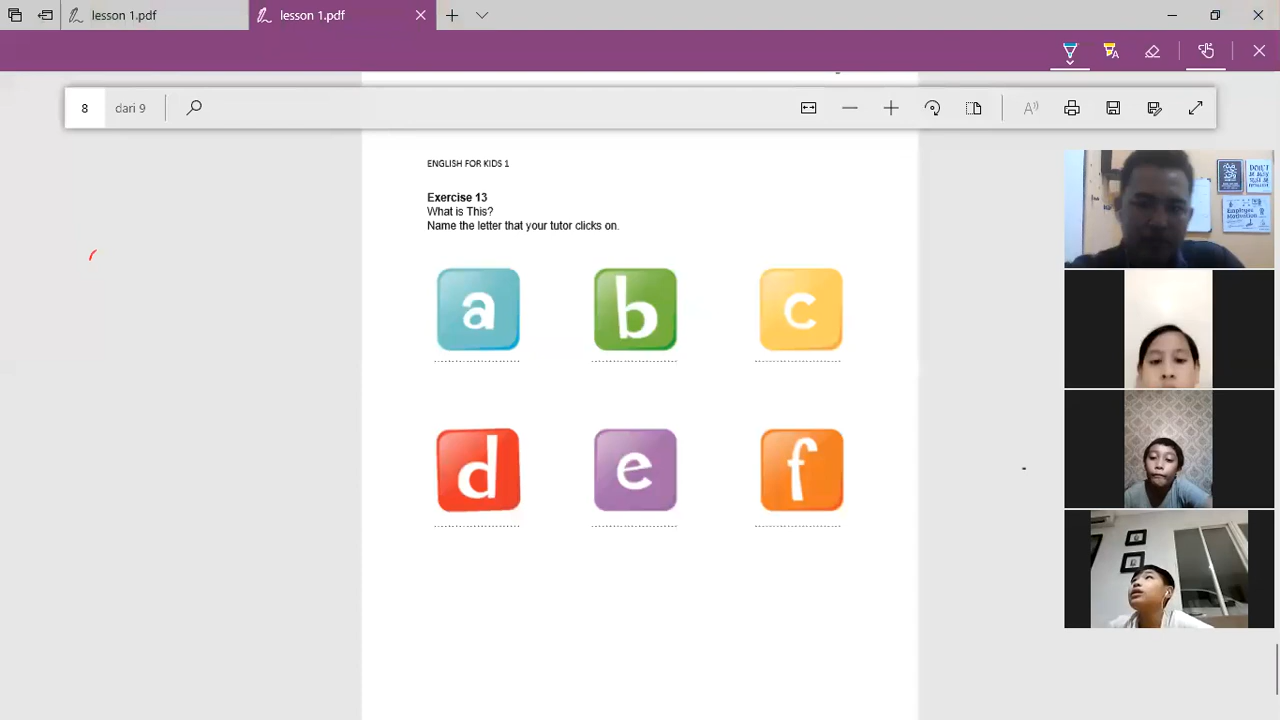 lesson 1.pdf
lesson 1.pdf
8 dari 9
ENGLISH FOR KIDS 1
Exercise 13
What is This?
Name the letter that your tutor clicks on.
a b c
d e f